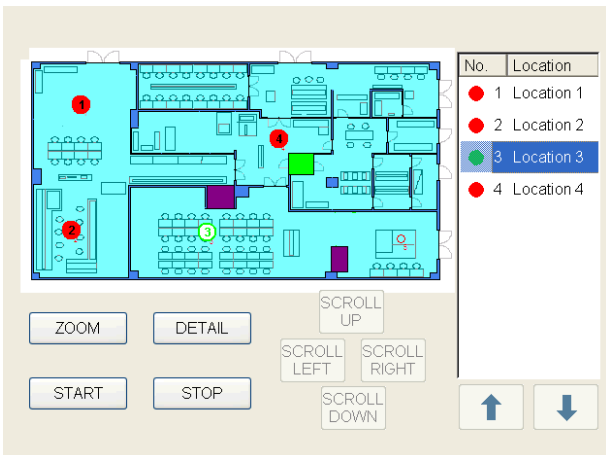 No. Location
1 Location 1
2 Location 2
3 Location 3
4 Location 4
1
4
2
3
ZOOM
DETAIL
START
STOP
SCROLL
UP
SCROLL
LEFT
SCROLL
RIGHT
SCROLL
DOWN